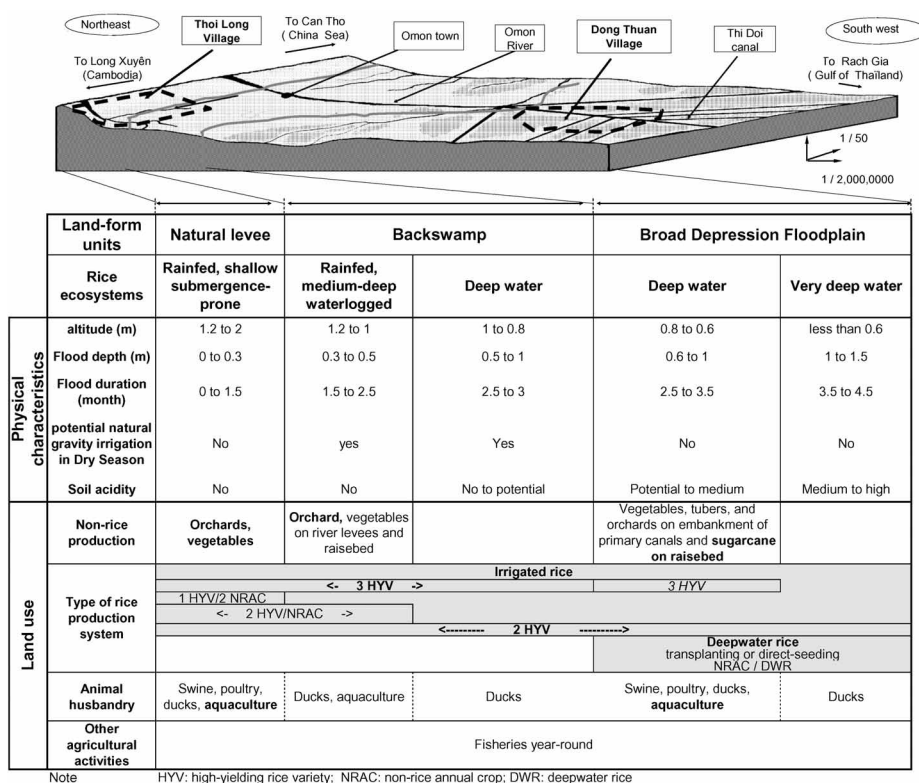 Northeast
Thoi Long
Village
To Can Tho
( China Sea)
Omon town
Omon
River
Dong Thuan
Village
Thi Doi
canal
South west
To Long Xuyên
(Cambodia)
To Rach Gia
( Gulf of Thaïland)
1 / 50
1 / 2,000,0000
Land-form
units
Natural levee
Backswamp
Broad Depression Floodplain
Rice
ecosystems
Rainfed, shallow
submergence-
prone
Rainfed,
medium-deep
waterlogged
Deep water
Deep water
Very deep water
Physical
characteristics
altitude (m)
1.2 to 2
1.2 to 1
1 to 0.8
0.8 to 0.6
less than 0.6
Flood depth (m)
0 to 0.3
0.3 to 0.5
0.5 to 1
0.6 to 1
1 to 1.5
Flood duration
(month)
0 to 1.5
1.5 to 2.5
2.5 to 3
2.5 to 3.5
3.5 to 4.5
potential natural
gravity irrigation
in Dry Season
No
yes
Yes
No
No
Soil acidity
No
No
No to potential
Potential to medium
Medium to high
Land use
Non-rice
production
Orchards,
vegetables
Orchard, vegetables
on river levees and
raisebed
Vegetables, tubers, and
orchards on embankment of
primary canals and sugarcane
on raisebed
Type of rice
production
system
Irrigated rice
<- 3 HYV ->
3 HYV
1 HYV/2 NRAC
<- 2 HYV/NRAC ->
<--------- 2 HYV ---------->
Deepwater rice
transplanting or direct-seeding
NRAC / DWR
Animal
husbandry
Swine, poultry,
ducks, aquaculture
Ducks, aquaculture
Ducks
Swine, poultry, ducks,
aquaculture
Ducks
Other
agricultural
activities
Fisheries year-round
Note
HYV: high-yielding rice variety; NRAC: non-rice annual crop; DWR: deepwater rice